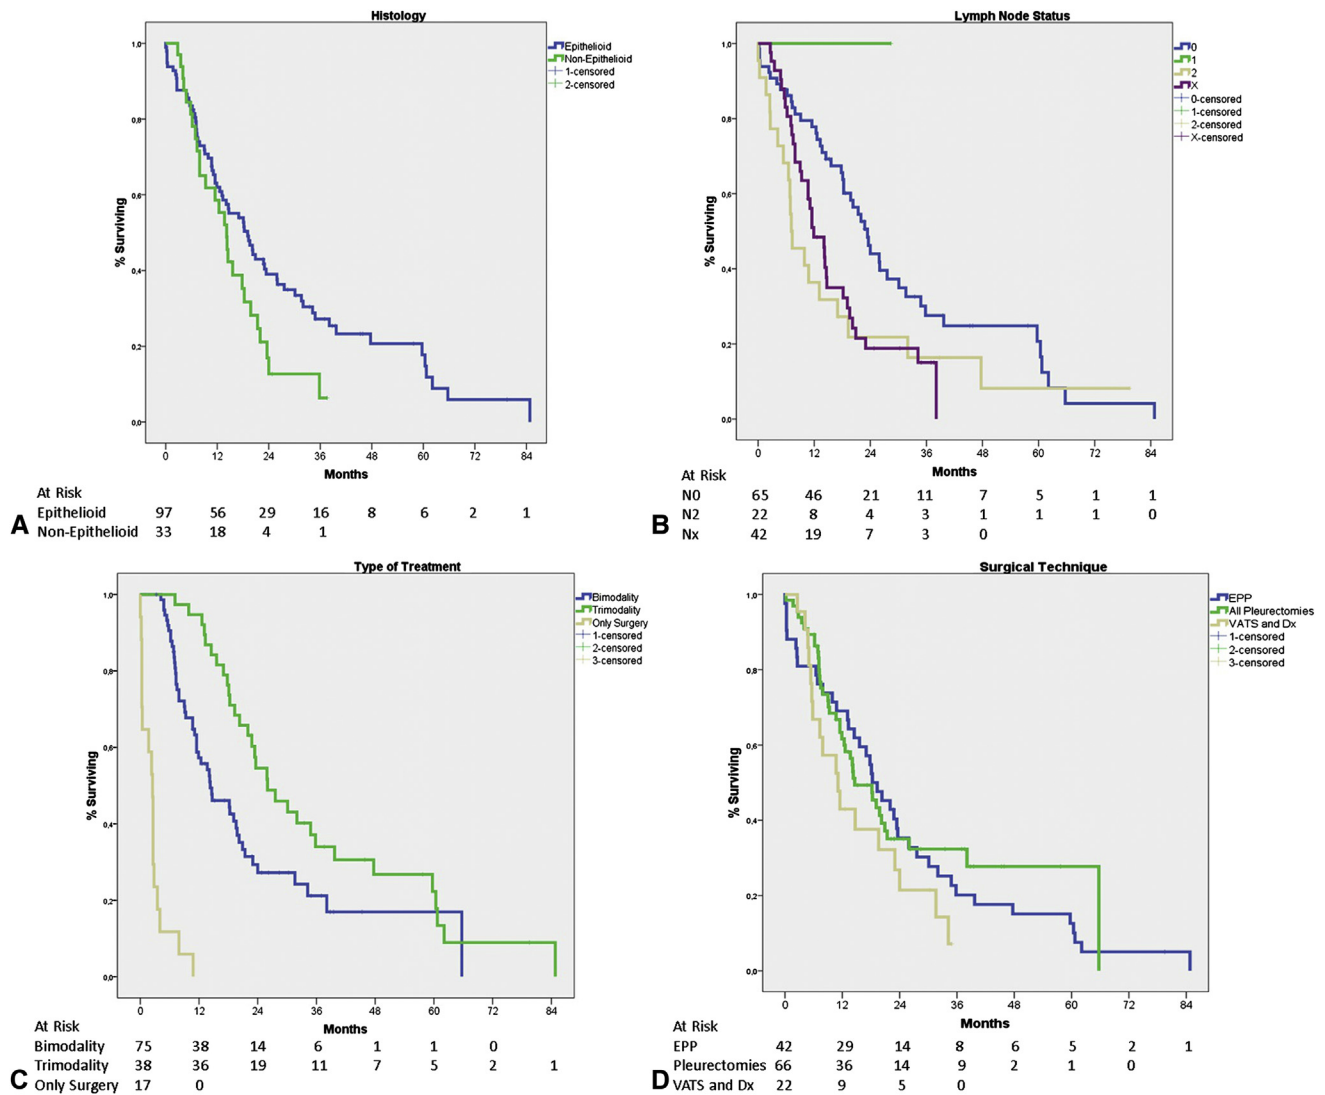 Histology
1,0
0,8
0,6
0,4
0,2
0,0
% Surviving
0 12 24 36 48 60 72 84
Months
Epithelioid
Non-Epithelioid
1-censored
2-censored
At Risk
Epithelioid 97 56 29 16 8 6 2 1
Non-Epithelioid 33 18 4 1
A
Lymph Node Status
1,0
0,8
0,6
0,4
0,2
0,0
% Surviving
0 12 24 36 48 60 72 84
Months
0
1
2
X
0-censored
1-censored
2-censored
X-censored
At Risk
N0 65 46 21 11 7 5 1 1
N2 22 8 4 3 1 1 1 0
Nx 42 19 7 3 0
B
Type of Treatment
1,0
0,8
0,6
0,4
0,2
0,0
% Surviving
0 12 24 36 48 60 72 84
Months
Bimodality
Trimodality
Only Surgery
1-censored
2-censored
3-censored
At Risk
Bimodality 75 38 14 6 1 1 0
Trimodality 38 36 19 11 7 5 2 1
Only Surgery 17 0
C
Surgical Technique
1,0
0,8
0,6
0,4
0,2
0,0
% Surviving
0 12 24 36 48 60 72 84
Months
EPP
All Pleurectomies
VATS and Dx
1-censored
2-censored
3-censored
At Risk
EPP 42 29 14 8 6 5 2 1
Pleurectomies 66 36 14 9 2 1 0
VATS and Dx 22 9 5 0
D